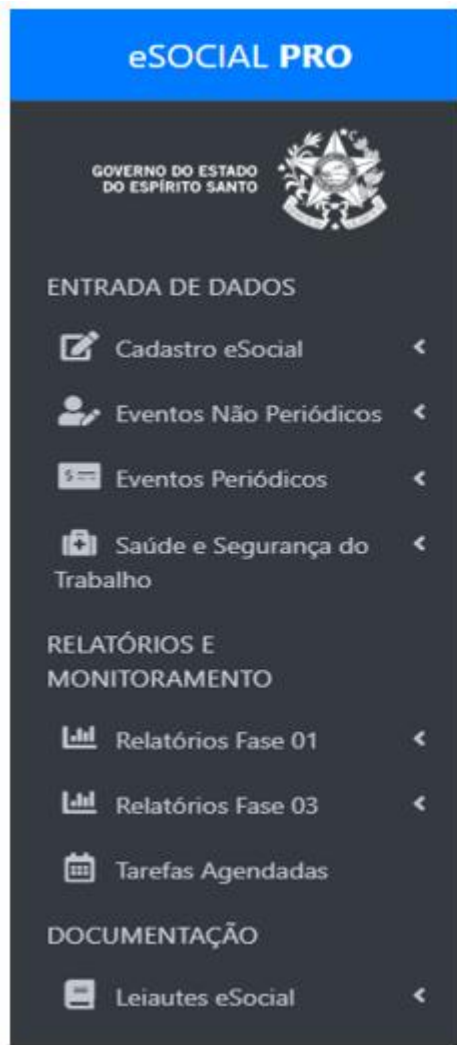 eSOCIAL PRO
GOVERNO DO ESTADO
DO ESPÍRITO SANTO
ENTRADA DE DADOS
Cadastro eSocial
Eventos Não Periódicos
Eventos Periódicos
Saúde e Segurança do
Trabalho
RELATÓRIOS E
MONITORAMENTO
Relatórios Fase 01
Relatórios Fase 03
Tarefas Agendadas
DOCUMENTAÇÃO
Leiautes eSocial